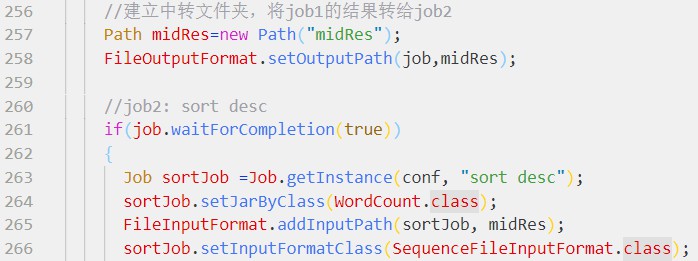 256 //建立中转文件夹，将job1的结果转给job2
257 Path midRes=new Path("midRes");
258 FileOutputFormat.setOutputPath(job,midRes);
259
260 //job2: sort desc
261 if(job.waitForCompletion(true))
262 {
263 Job sortJob =Job.getInstance(conf, "sort desc");
264 sortJob.setJarByClass(WordCount.class);
265 FileInputFormat.addInputPath(sortJob, midRes);
266 sortJob.setInputFormatClass(SequenceFileInputFormat.class);